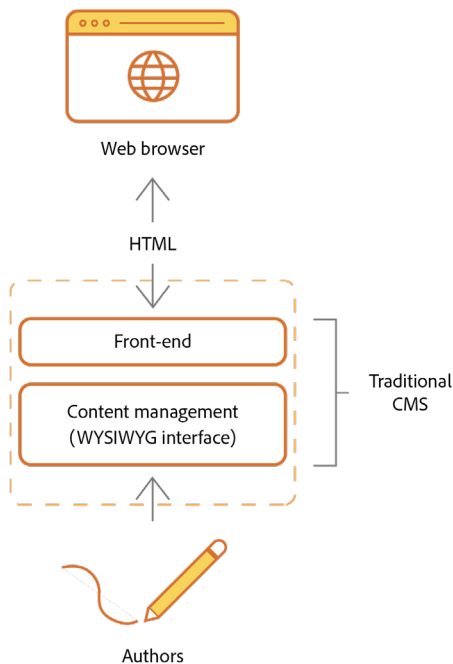 Web browser
HTML
Front-end
Content management
(WYSIWYG interface)
Traditional
CMS
Authors